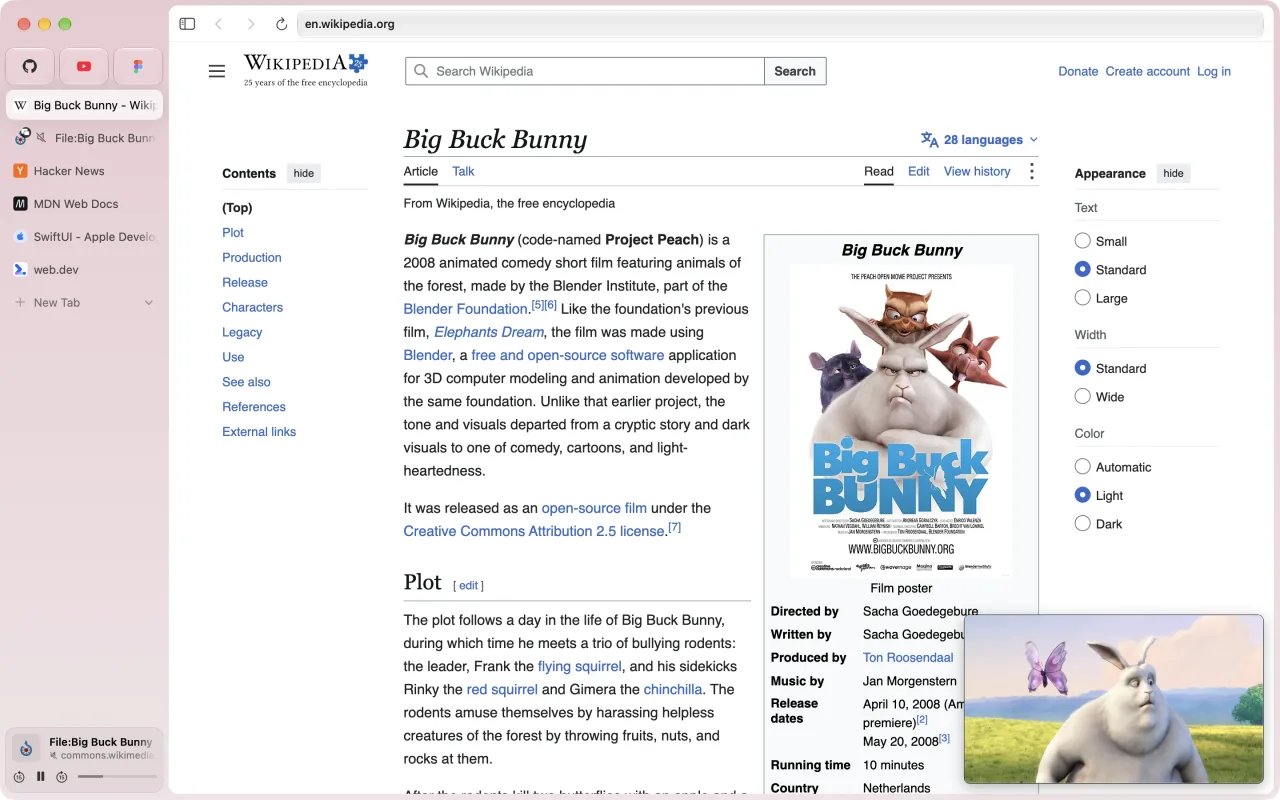 en.wikipedia.org
Big Buck Bunny - Wiki
File:Big Buck Bunn
Hacker News
MDN Web Docs
SwiftUI - Apple Develo
web.dev
New Tab
File:Big Buck Bunny
commons.wikimedia
WIKIPEDIA 25
25 years of the free encyclopedia
Search Wikipedia
Search
Donate Create account Log in
Contents hide
(Top)
Plot
Production
Release
Characters
Legacy
Use
See also
References
External links
Big Buck Bunny
28 languages
Article Talk
Read Edit View history
From Wikipedia, the free encyclopedia
Big Buck Bunny (code-named Project Peach) is a
2008 animated comedy short film featuring animals of
the forest, made by the Blender Institute, part of the
Blender Foundation.[5][6] Like the foundation's previous
film, Elephants Dream, the film was made using
Blender, a free and open-source software application
for 3D computer modeling and animation developed by
the same foundation. Unlike that earlier project, the
tone and visuals departed from a cryptic story and dark
visuals to one of comedy, cartoons, and light-
heartedness.
It was released as an open-source film under the
Creative Commons Attribution 2.5 license.[7]
Plot [ edit ]
The plot follows a day in the life of Big Buck Bunny,
during which time he meets a trio of bullying rodents:
the leader, Frank the flying squirrel, and his sidekicks
Rinky the red squirrel and Gimera the chinchilla. The
rodents amuse themselves by harassing helpless
creatures of the forest by throwing fruits, nuts, and
rocks at them.
After the rodents kill two butterflies with an apple and a
Big Buck Bunny
THE PEACH OPEN MOVIE PROJECT PRESENTS
Big Buck
BUNNY
WWW.BIGBUCKBUNNY.ORG
Film poster
Directed by Sacha Goedegebure
Written by Sacha Goedegebu
Produced by Ton Roosendaal
Music by Jan Morgenstern
Release dates April 10, 2008 (Am
premiere)[2]
May 20, 2008[3]
Running time 10 minutes
Country Netherlands
Appearance hide
Text
Small
Standard
Large
Width
Standard
Wide
Color
Automatic
Light
Dark